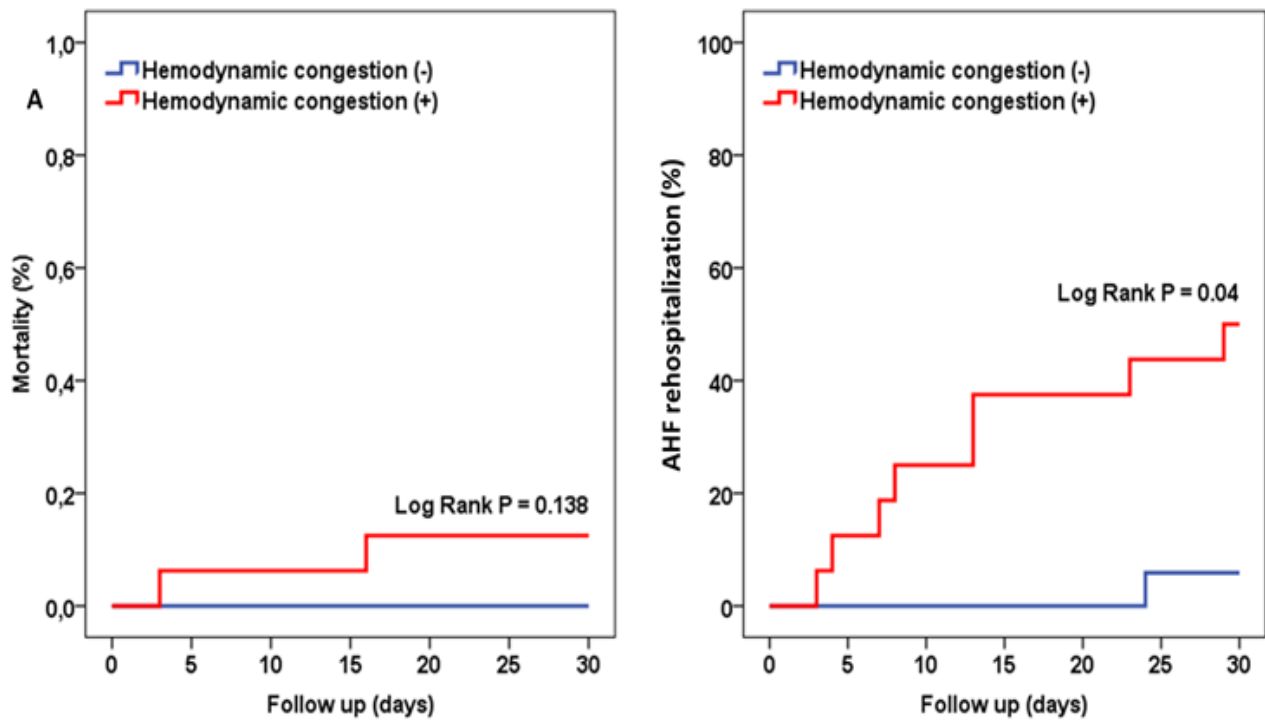 1,0
Hemodynamic congestion (-)
A
Hemodynamic congestion (+)
0,8
0,6
Mortality (%)
0,4
0,2
Log Rank P = 0.138
0,0
0 5 10 15 20 25 30
Follow up (days)
100
Hemodynamic congestion (-)
Hemodynamic congestion (+)
80
60
AHF rehospitalization (%)
Log Rank P = 0.04
40
20
0
0 5 10 15 20 25 30
Follow up (days)